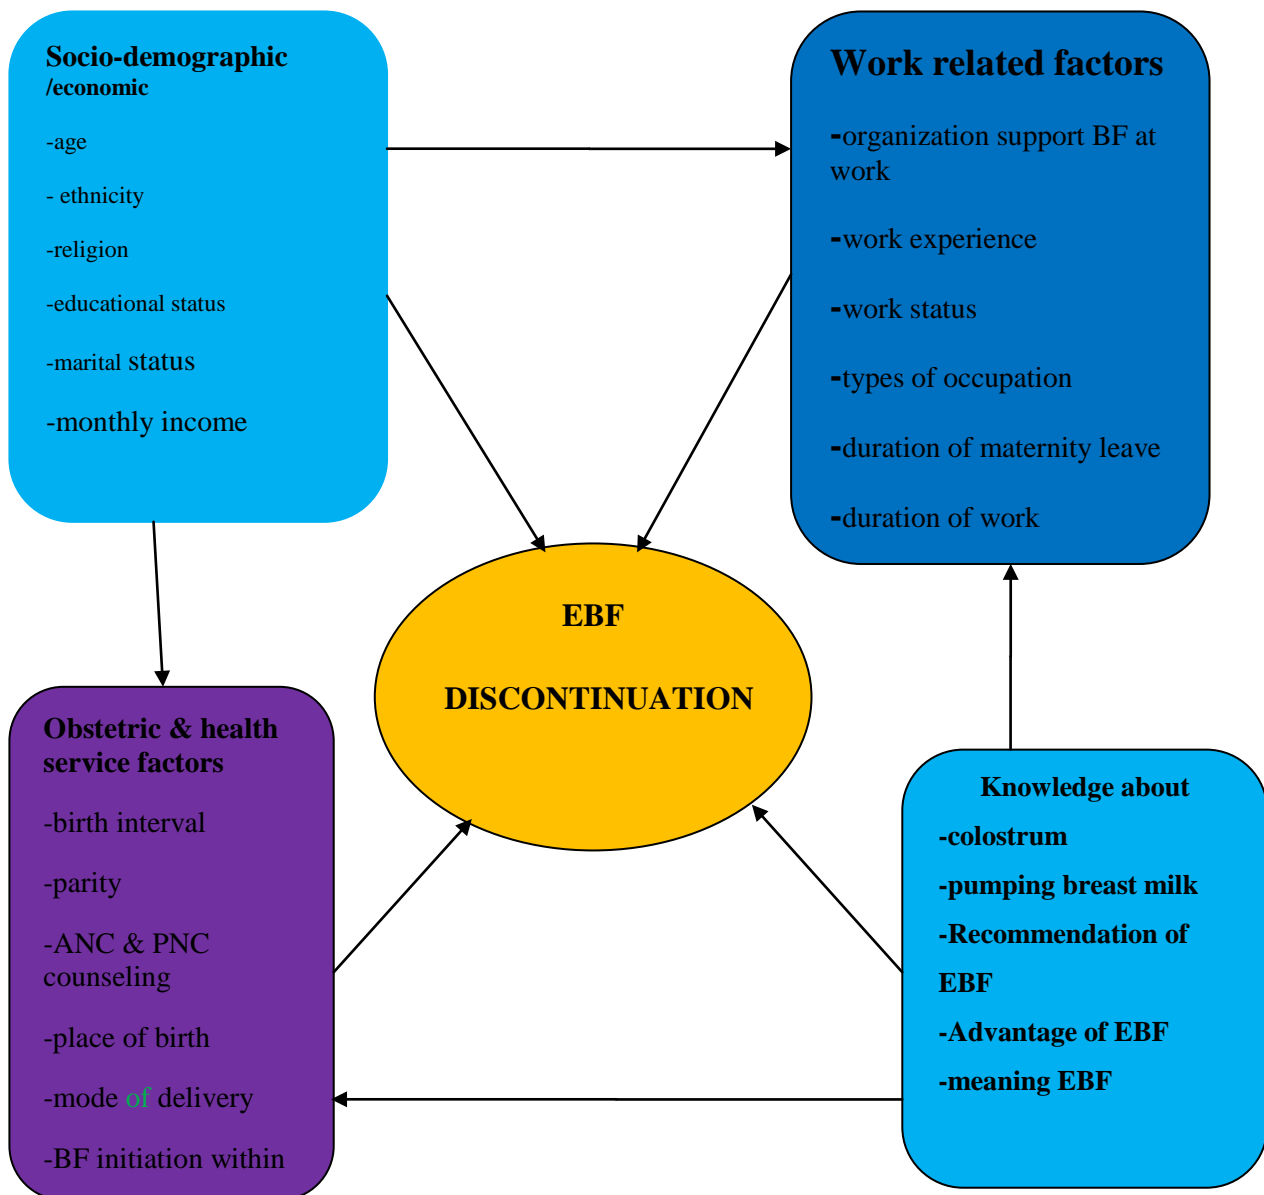 Socio-demographic
/economic
-age
- ethnicity
-religion
-educational status
-marital status
-monthly income
Work related factors
-organization support BF at
work
-work experience
-work status
-types of occupation
-duration of maternity leave
-duration of work
EBF
DISCONTINUATION
Obstetric & health
service factors
-birth interval
-parity
-ANC & PNC
counseling
-place of birth
-mode of delivery
-BF initiation within
Knowledge about
-colostrum
-pumping breast milk
-Recommendation of
EBF
-Advantage of EBF
-meaning EBF